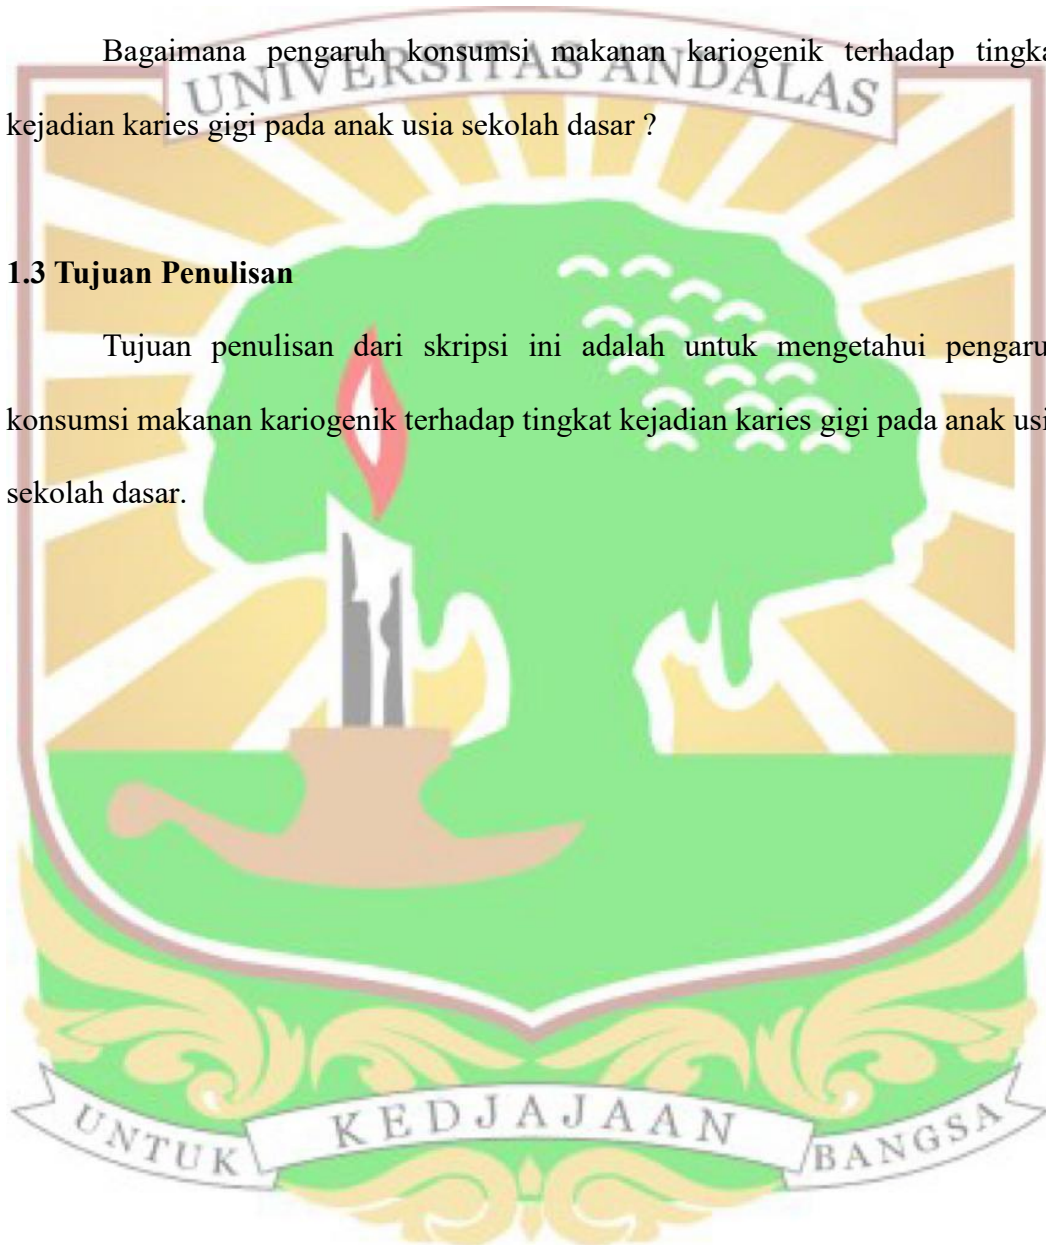 Bagaimana pengaruh konsumsi makanan kariogenik terhadap tingka
UNIVERSITAS ANDALAS
kejadian karies gigi pada anak usia sekolah dasar ?
1.3 Tujuan Penulisan
Tujuan penulisan dari skripsi ini adalah untuk mengetahui pengaru
konsumsi makanan kariogenik terhadap tingkat kejadian karies gigi pada anak usi
sekolah dasar.
UNTUK KEDJAJAAN BANGSA